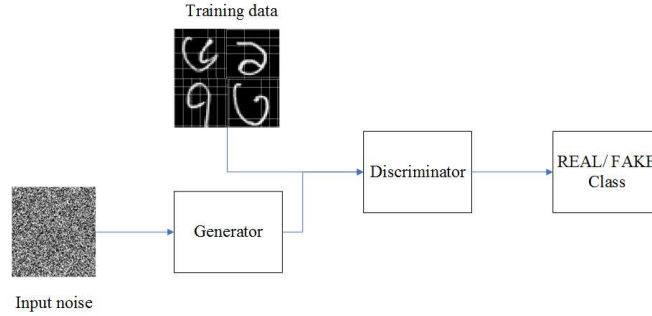 Training data
Discriminator
REAL/ FAKE
Class
Generator
Input noise